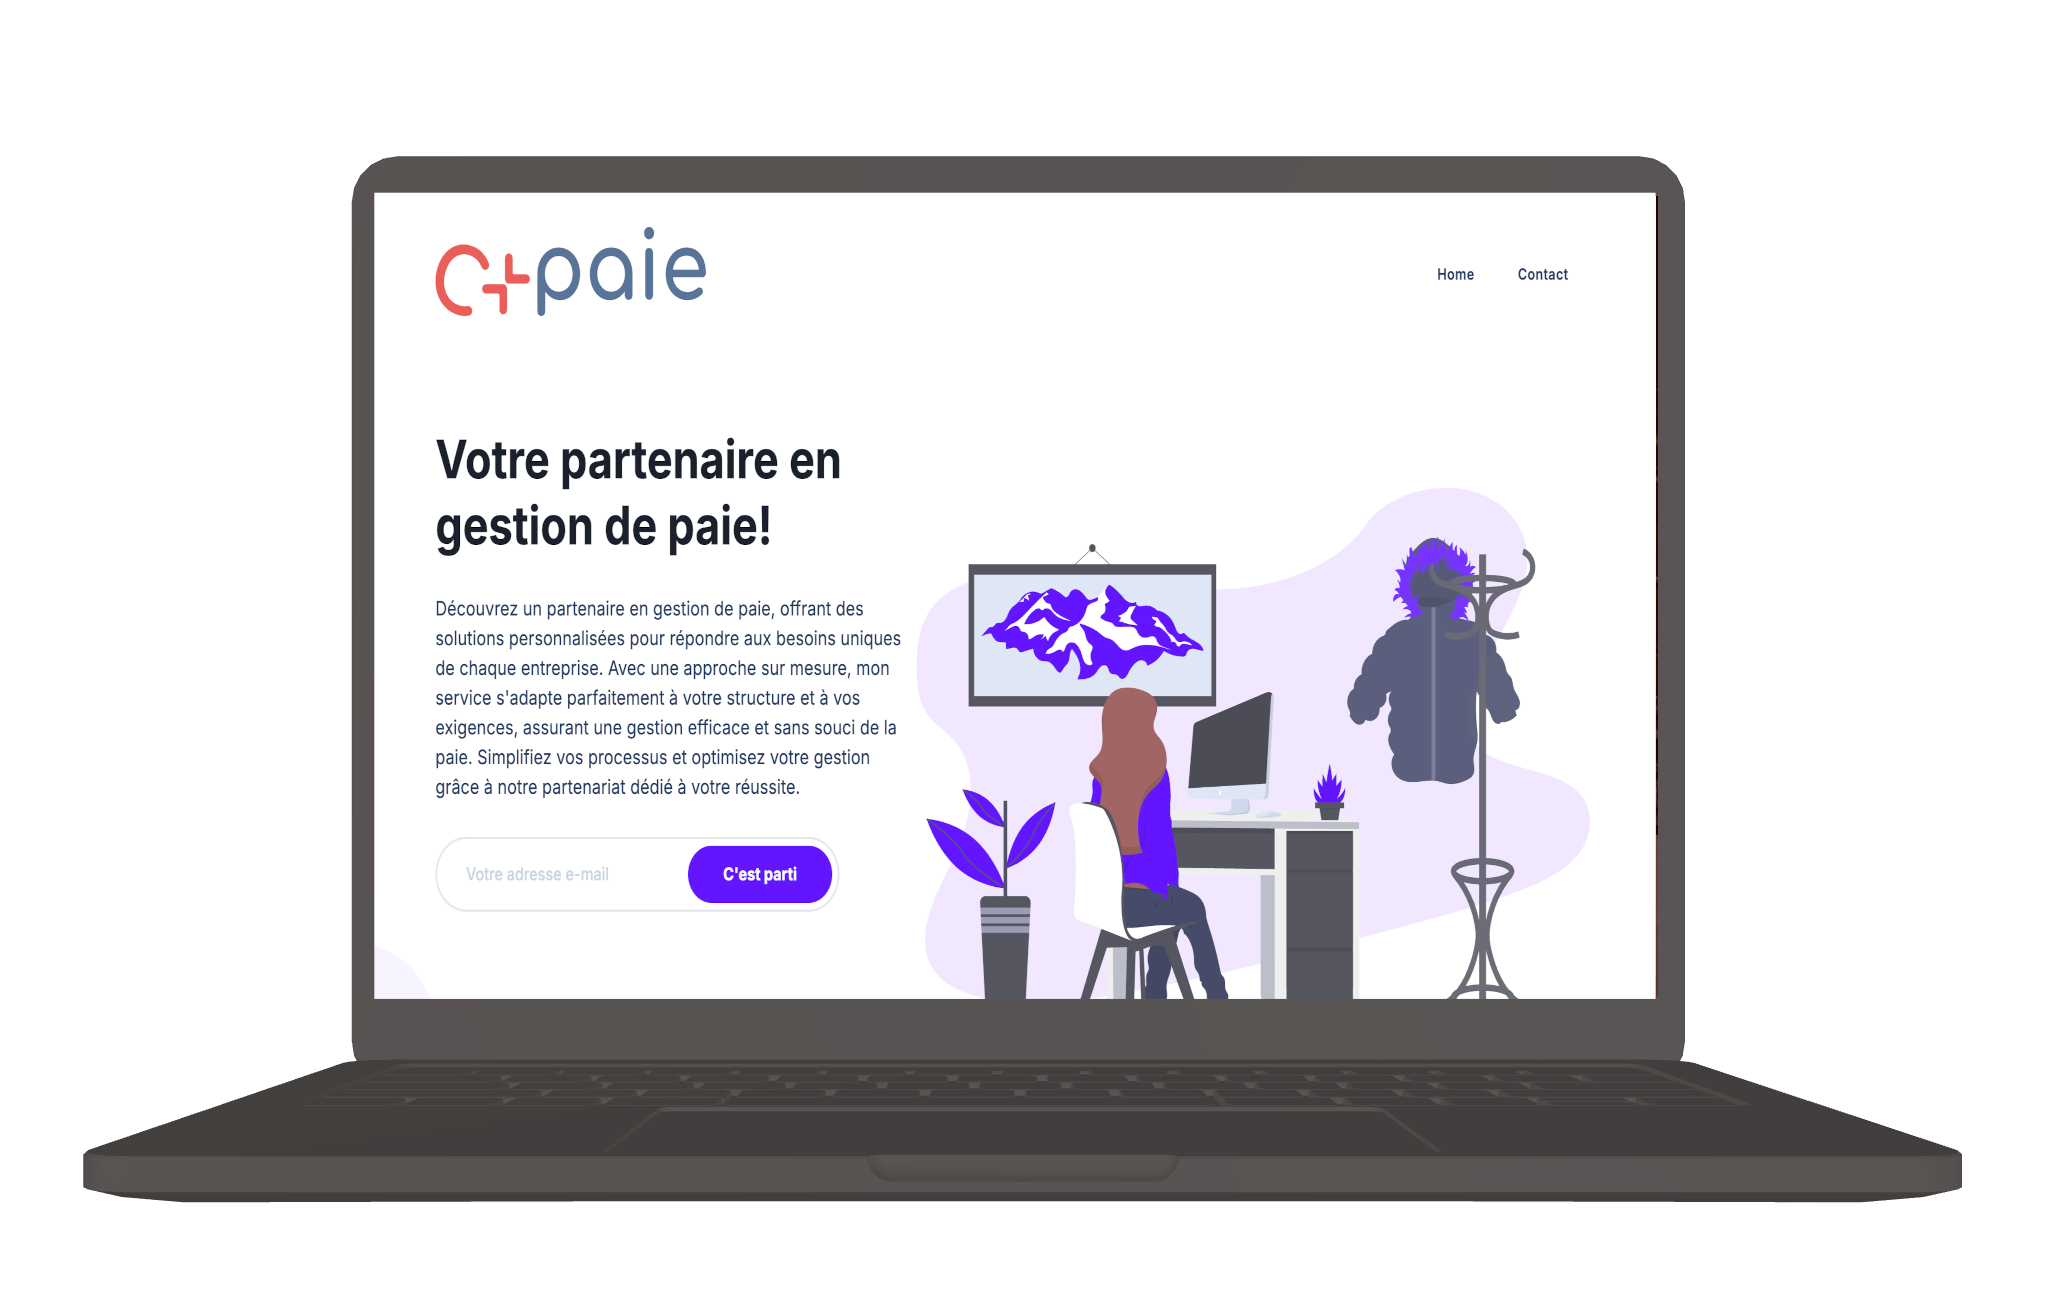 C+paie
Home Contact
Votre partenaire en
gestion de paie!
Découvrez un partenaire en gestion de paie, offrant des
solutions personnalisées pour répondre aux besoins uniques
de chaque entreprise. Avec une approche sur mesure, mon
service s'adapte parfaitement à votre structure et à vos
exigences, assurant une gestion efficace et sans souci de la
paie. Simplifiez vos processus et optimisez votre gestion
grâce à notre partenariat dédié à votre réussite.
Votre adresse e-mail C'est parti